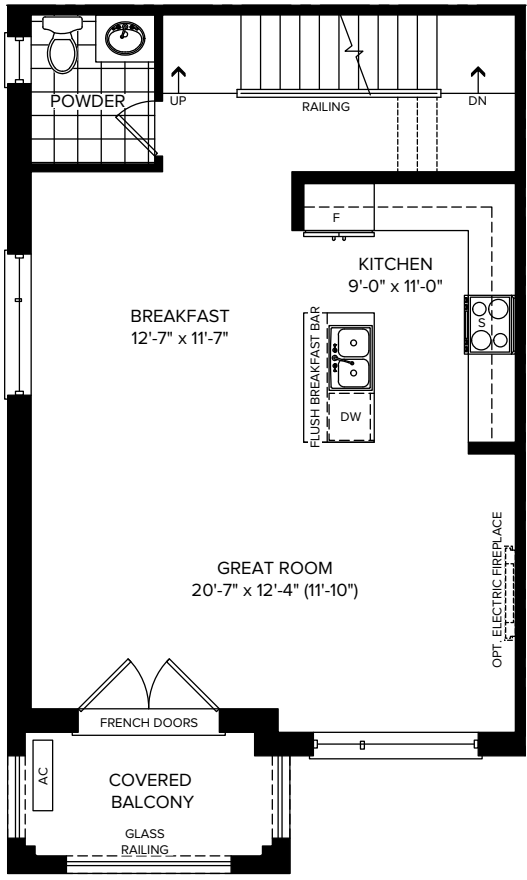 POWDER
UP
RAILING
DN
F
KITCHEN
9'-0" x 11'-0"
BREAKFAST
12'-7" x 11'-7"
S
FLUSH BREAKFAST BAR
DW
GREAT ROOM
20'-7" x 12'-4" (11'-10")
OPT. ELECTRIC FIREPLACE
FRENCH DOORS
AC
COVERED
BALCONY
GLASS
RAILING